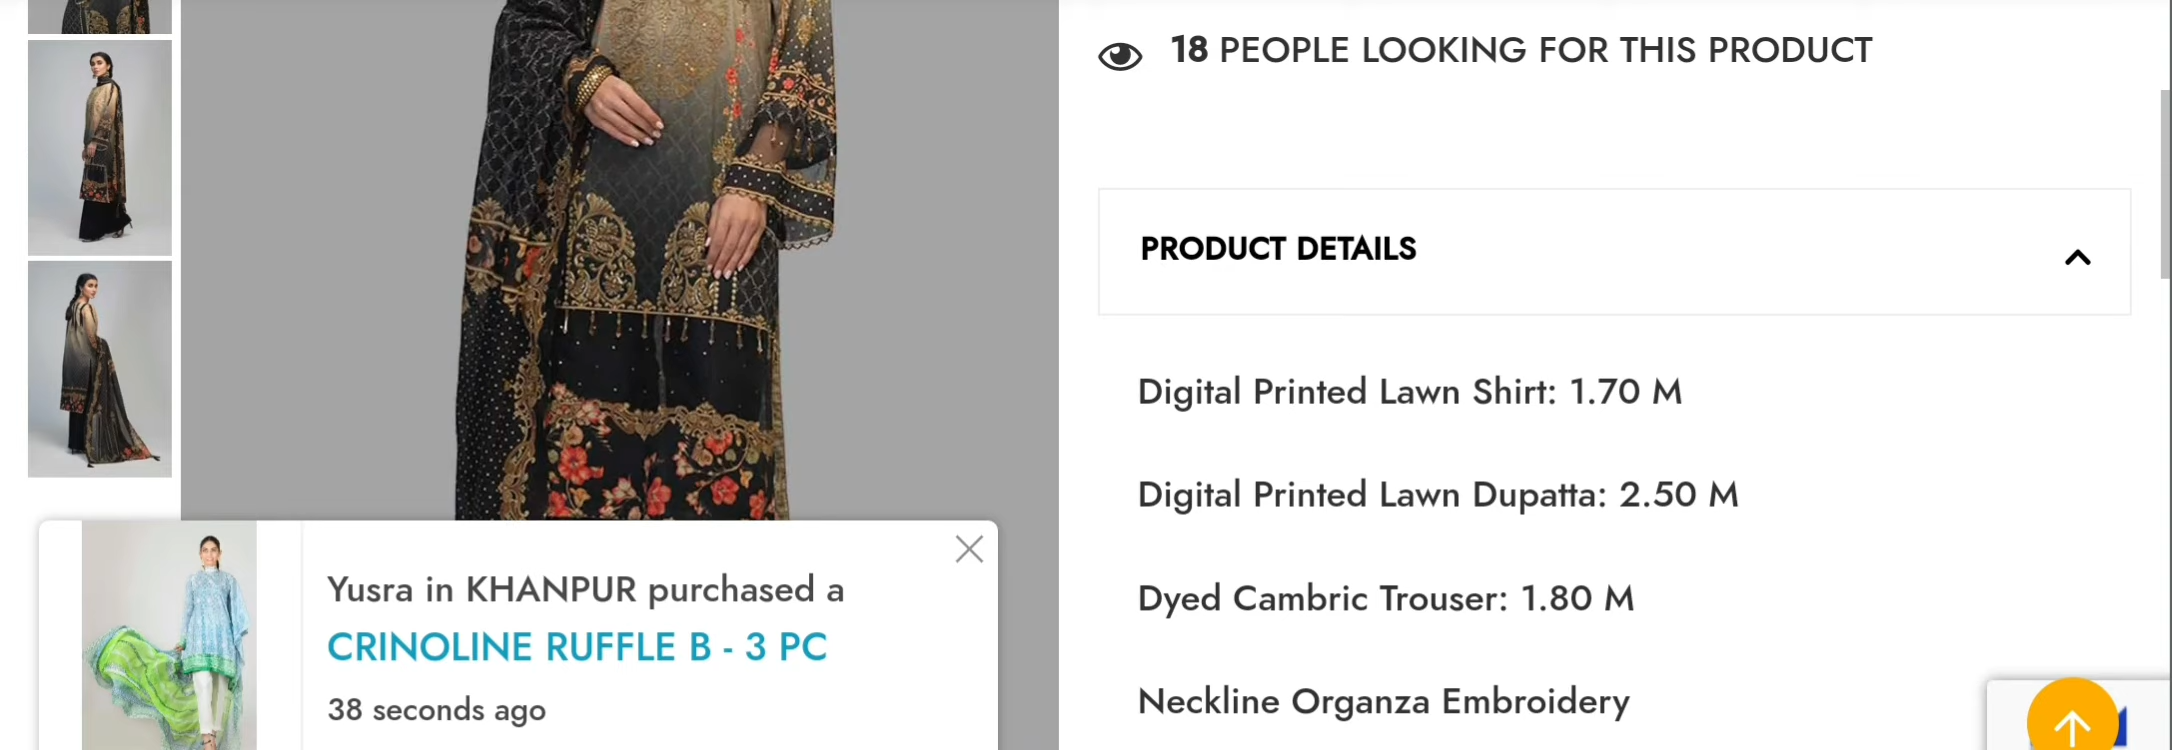 18 PEOPLE LOOKING FOR THIS PRODUCT
PRODUCT DETAILS
Digital Printed Lawn Shirt: 1.70 M
Digital Printed Lawn Dupatta: 2.50 M
Dyed Cambric Trouser: 1.80 M
Neckline Organza Embroidery
Yusra in KHANPUR purchased a
CRINOLINE RUFFLE B - 3 PC
38 seconds ago